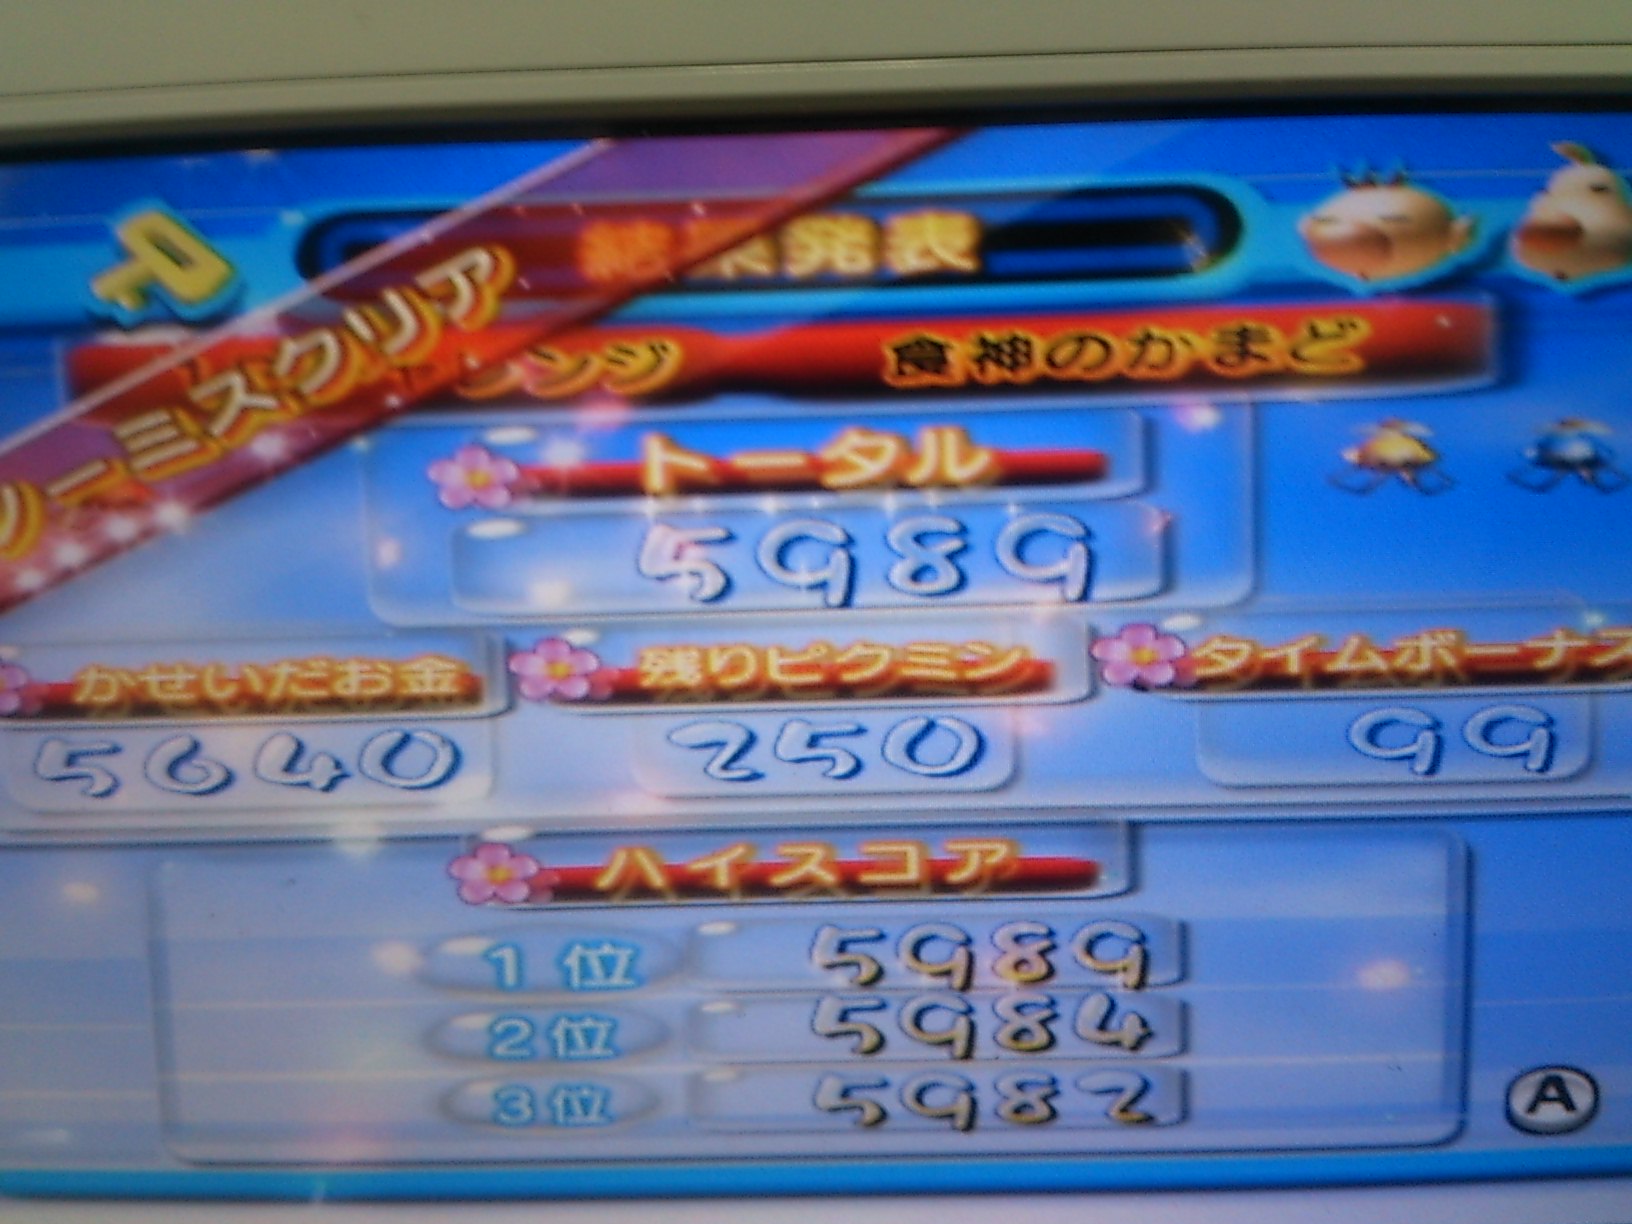 結果発表
ノーミスクリア
レンジ 食神のかまど
トータル
5989
かせいだお金 残りピクミン タイムボーナス
5640 250 99
ハイスコア
1位 5989
2位 5984
3位 5982
A